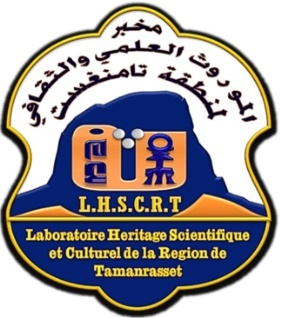 مخبر
الموروث العلمي والثقافي
لمنطقة تامنغست
L.H.S.C.R.T
Laboratoire Heritage Scientifique
et Culturel de la Region de
Tamanrasset